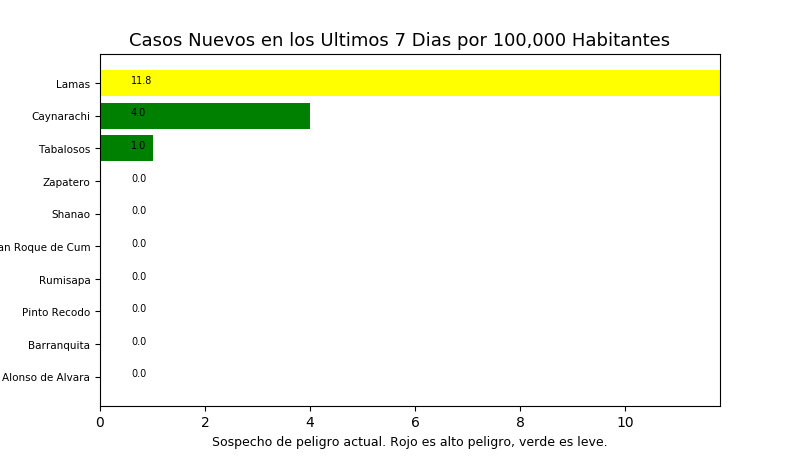 Casos Nuevos en los Ultimos 7 Dias por 100,000 Habitantes
Lamas 11.8
Caynarachi 4.0
Tabalosos 1.0
Zapatero 0.0
Shanao 0.0
an Roque de Cum 0.0
Rumisapa 0.0
Pinto Recodo 0.0
Barranquita 0.0
Alonso de Alvara 0.0
0 2 4 6 8 10
Sospecho de peligro actual. Rojo es alto peligro, verde es leve.